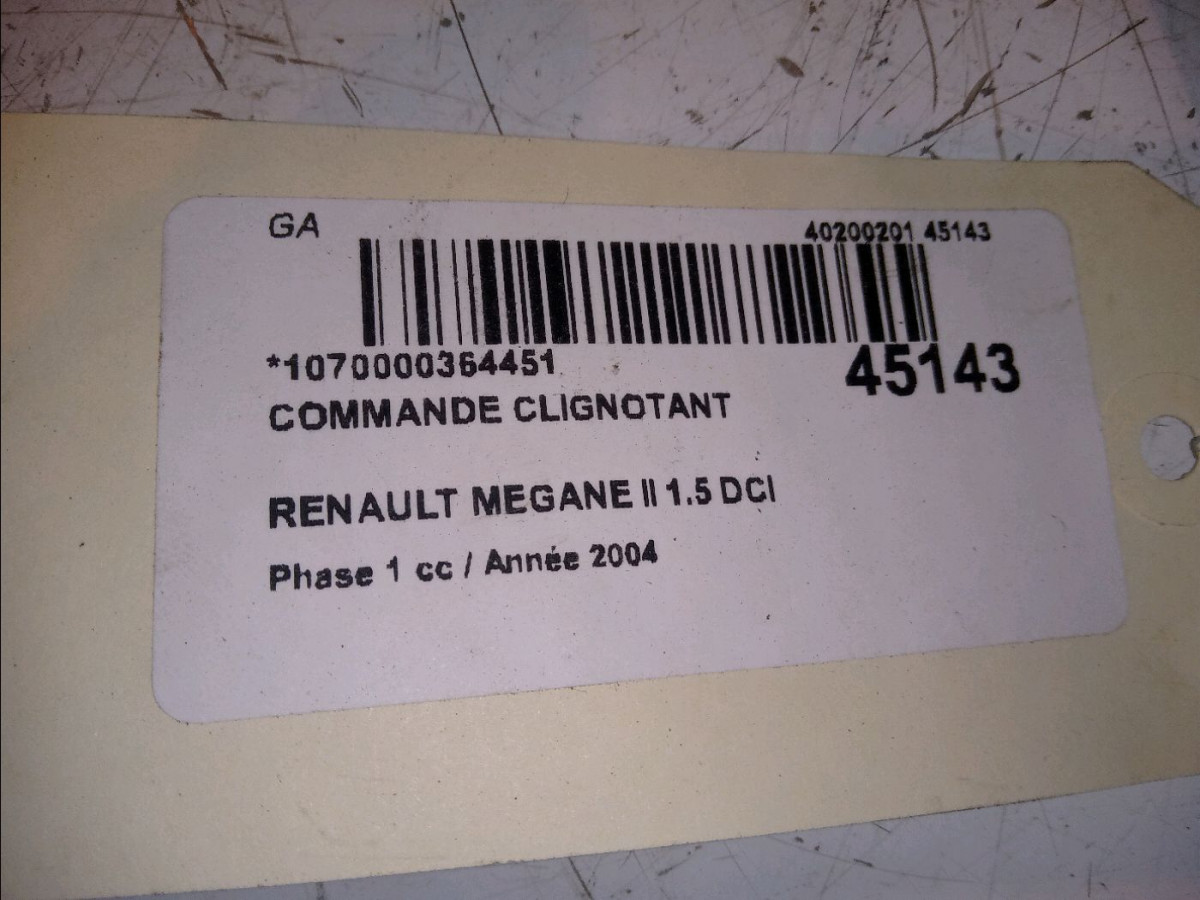 GA
40200201 45143
*1070000364451
45143
COMMANDE CLIGNOTANT
RENAULT MEGANE II 1.5 DCI
Phase 1 cc / Année 2004